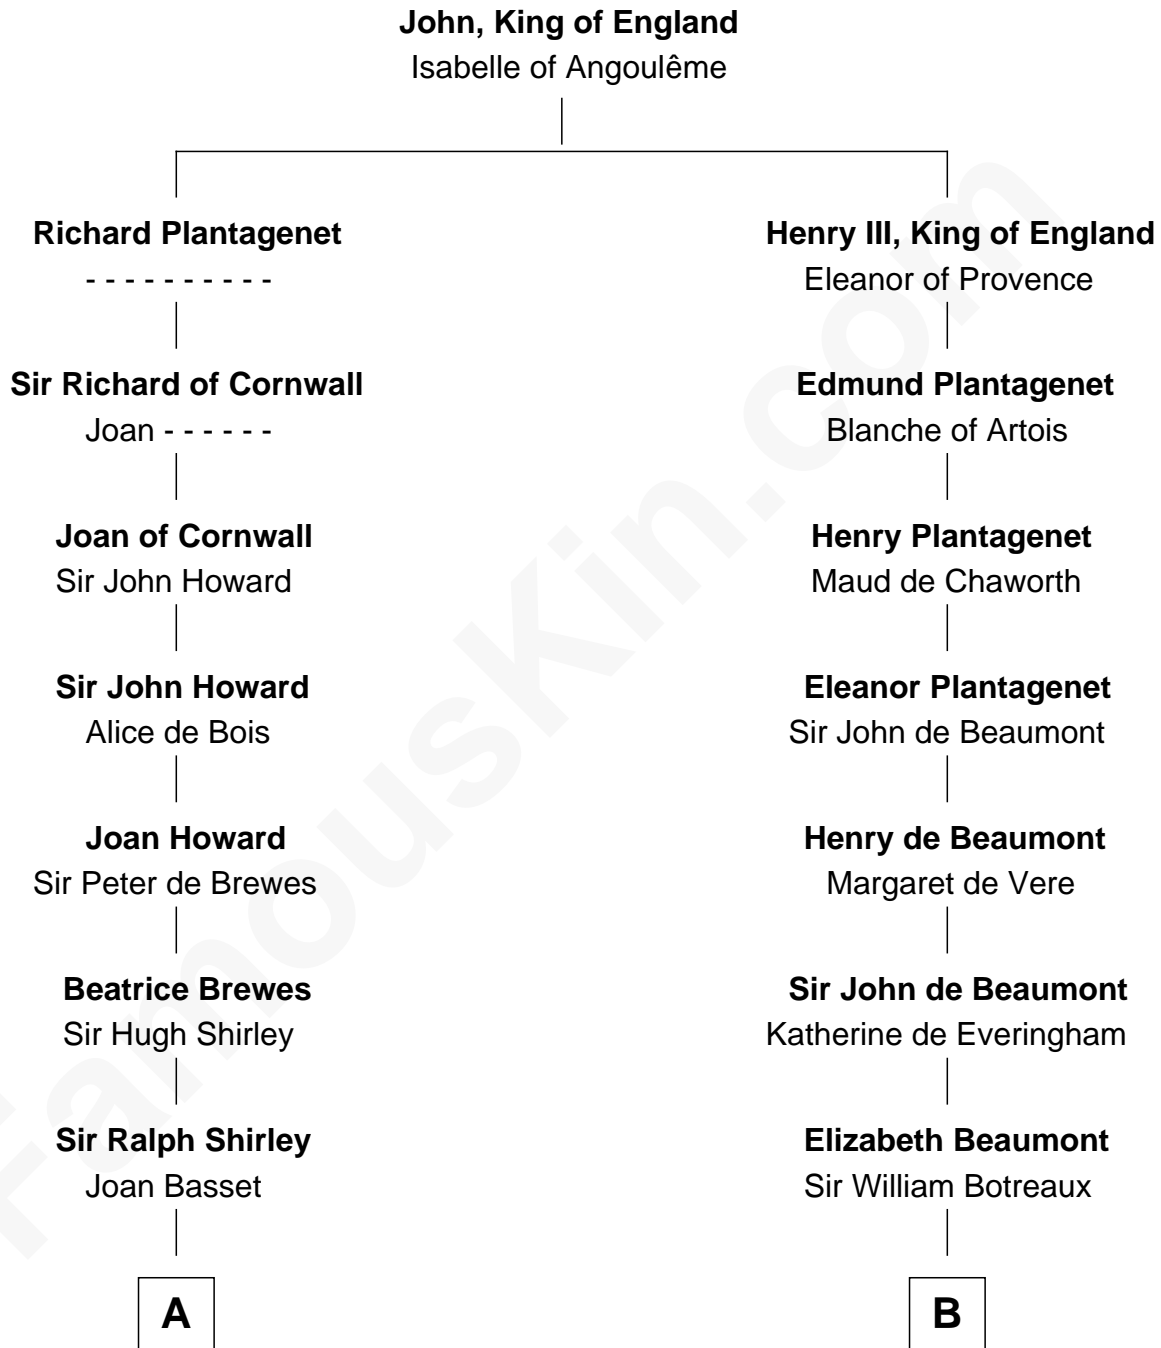 John, King of England
Isabelle of Angoulême
Richard Plantagenet
- - - - - - - - - -
Sir Richard of Cornwall
Joan - - - - - -
Joan of Cornwall
Sir John Howard
Sir John Howard
Alice de Bois
Joan Howard
Sir Peter de Brewes
Beatrice Brewes
Sir Hugh Shirley
Sir Ralph Shirley
Joan Basset
A
Henry III, King of England
Eleanor of Provence
Edmund Plantagenet
Blanche of Artois
Henry Plantagenet
Maud de Chaworth
Eleanor Plantagenet
Sir John de Beaumont
Henry de Beaumont
Margaret de Vere
Sir John de Beaumont
Katherine de Everingham
Elizabeth Beaumont
Sir William Botreaux
B
FamousKin.com